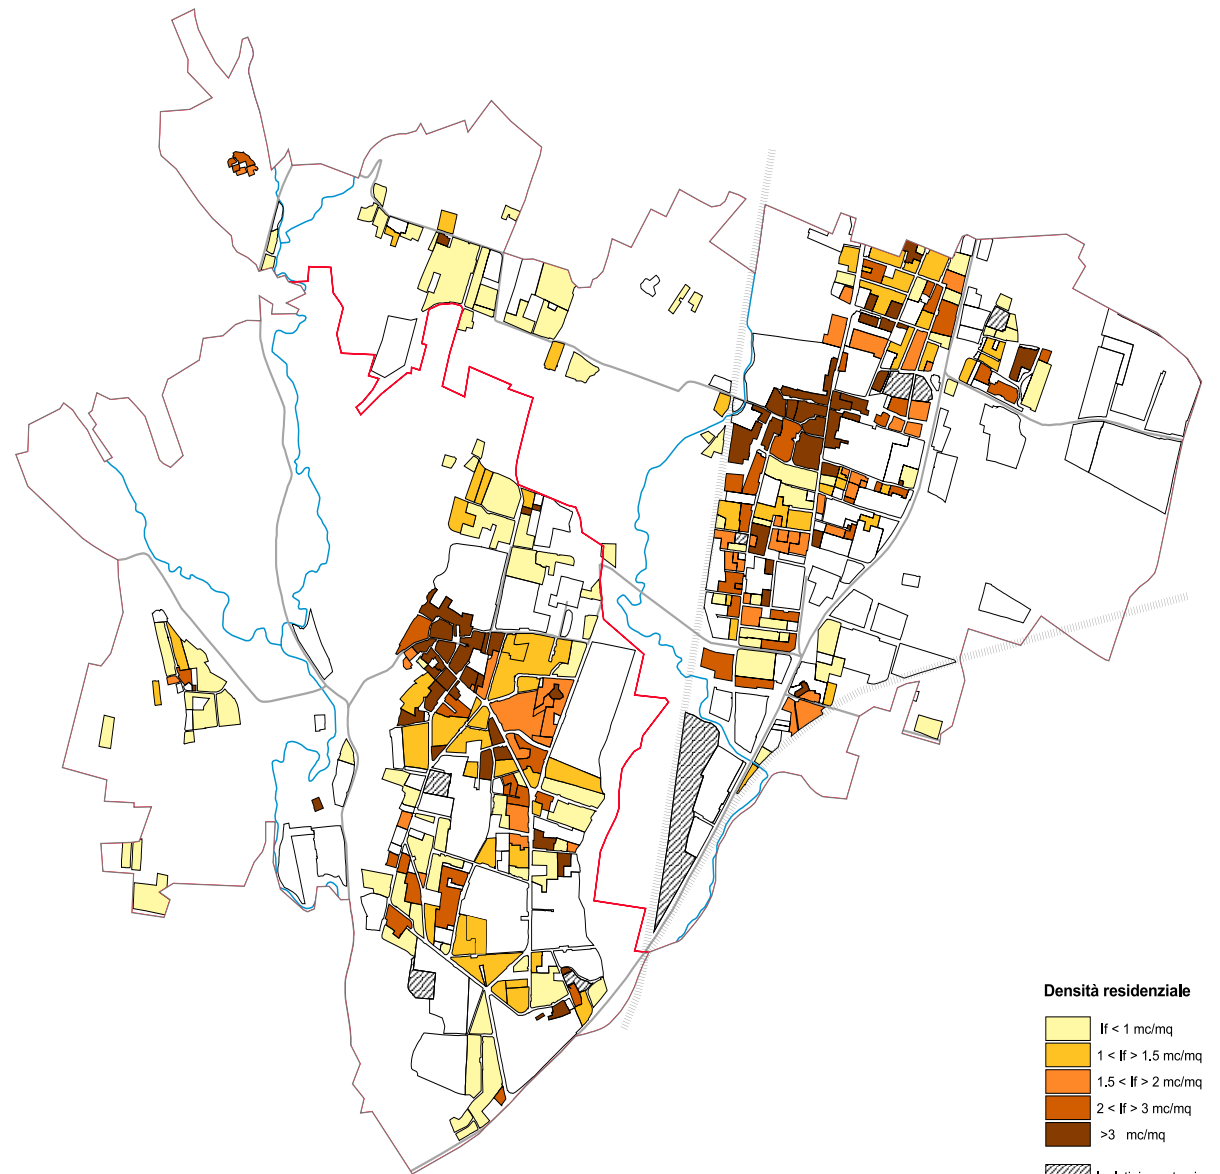 Densità residenziale
If < 1 mc/mq
1 < If > 1.5 mc/mq
1.5 < If > 2 mc/mq
2 < If > 3 mc/mq
>3 mc/mq